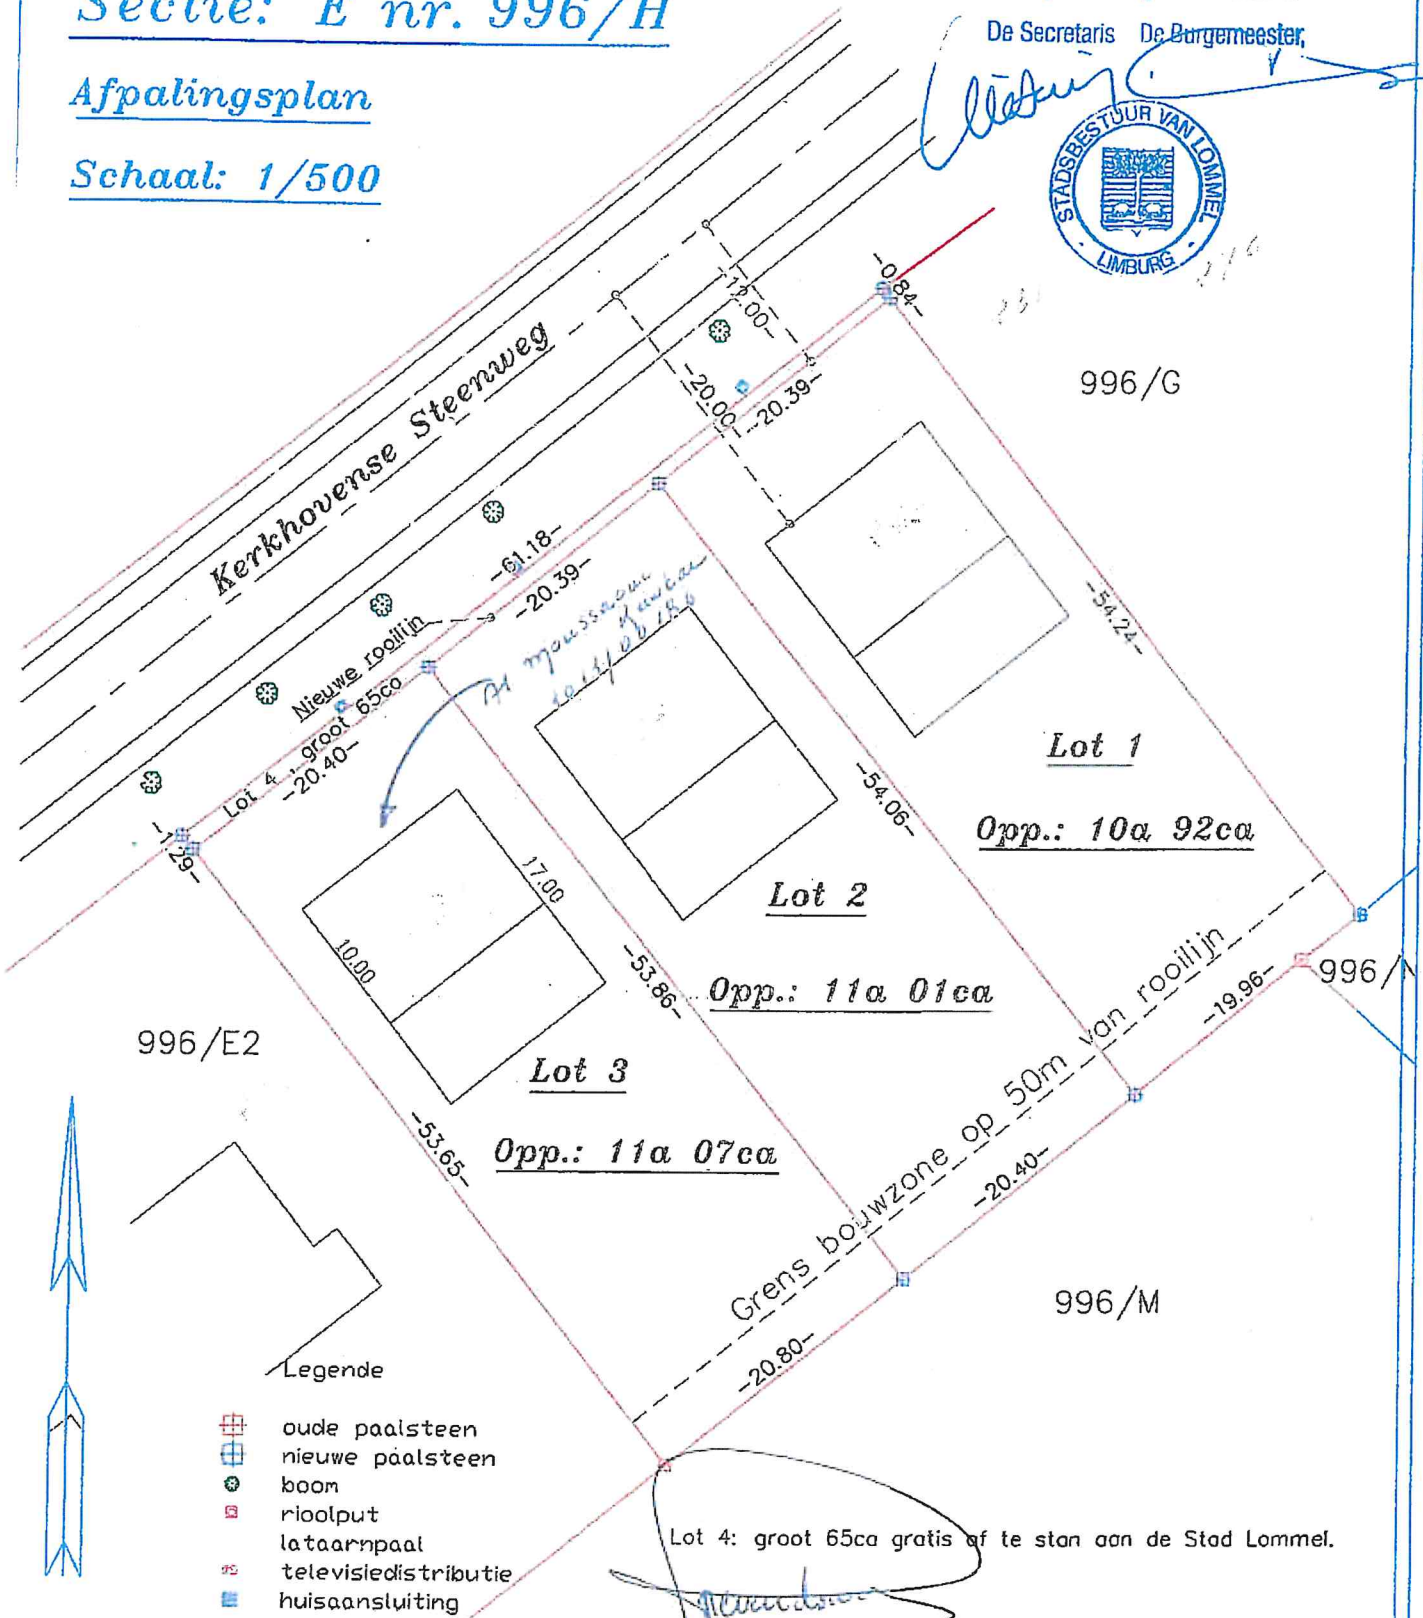 Sectie: E nr. 996/H
Afpalingsplan
Schaal: 1/500
De Secretaris De Burgemeester,
STADSBESTUUR VAN LOMMEL
LIMBURG
Kerkhovense Steenweg
-12.00-
-0.84-
-20.00-
-20.39-
996/G
-61.18-
-20.39-
Nieuwe rooilijn
Lot 4, groot 65ca
-20.40-
-1.29-
-54.24-
Lot 1
Opp.: 10a 92ca
-54.06-
Lot 2
Opp.: 11a 01ca
17.00
10.00
-53.86-
996/E2
Lot 3
Opp.: 11a 07ca
-53.65-
Grens bouwzone op 50m van rooilijn
-19.96-
-20.40-
-20.80-
996/M
Legende
oude paalsteen
nieuwe paalsteen
boom
rioolput
lataarnpaal
televisiedistributie
huisaansluiting
Lot 4: groot 65ca gratis af te stan aan de Stad Lommel.